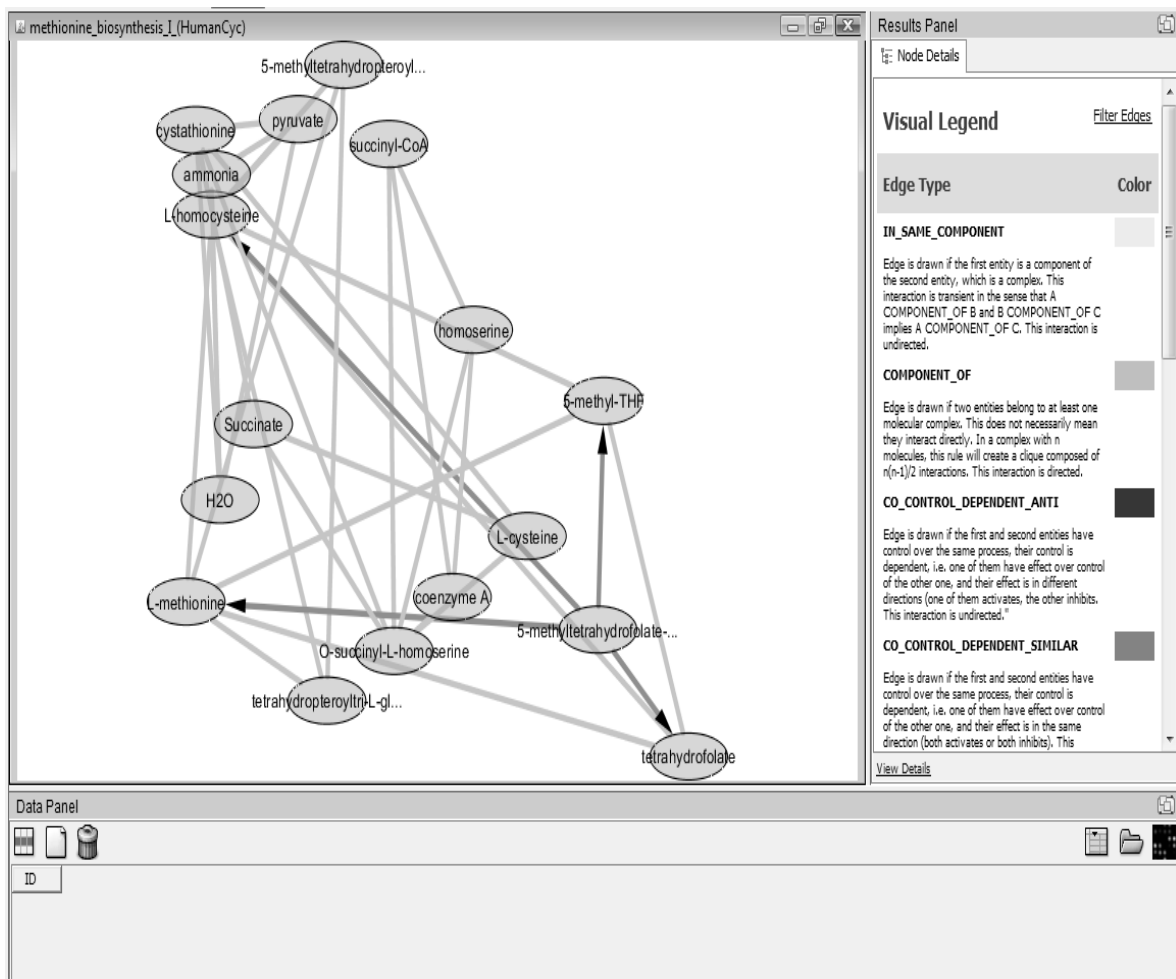 methionine_biosynthesis_I_(HumanCyc)
5-methyltetrahydropteroyl...
cystathionine
pyruvate
succinyl-CoA
ammonia
L-homocysteine
homoserine
5-methyl-THF
Succinate
H2O
L-cysteine
L-methionine
coenzyme A
5-methyltetrahydrofolate-...
O-succinyl-L-homoserine
tetrahydropteroyltri-L-gl...
tetrahydrofolate
Results Panel
Node Details
Visual Legend
Filter Edges
Edge Type Color
IN_SAME_COMPONENT
Edge is drawn if the first entity is a component of
the second entity, which is a complex. This
interaction is transient in the sense that A
COMPONENT_OF B and B COMPONENT_OF C
implies A COMPONENT_OF C. This interaction is
undirected.
COMPONENT_OF
Edge is drawn if two entities belong to at least one
molecular complex. This does not necessarily mean
they interact directly. In a complex with n
molecules, this rule will create a clique composed of
n(n-1)/2 interactions. This interaction is directed.
CO_CONTROL_DEPENDENT_ANTI
Edge is drawn if the first and second entities have
control over the same process, their control is
dependent, i.e. one of them have effect over control
of the other one, and their effect is in different
directions (one of them activates, the other inhibits.
This interaction is undirected."
CO_CONTROL_DEPENDENT_SIMILAR
Edge is drawn if the first and second entities have
control over the same process, their control is
dependent, i.e. one of them have effect over control
of the other one, and their effect is in the same
direction (both activates or both inhibits). This
View Details
Data Panel
ID